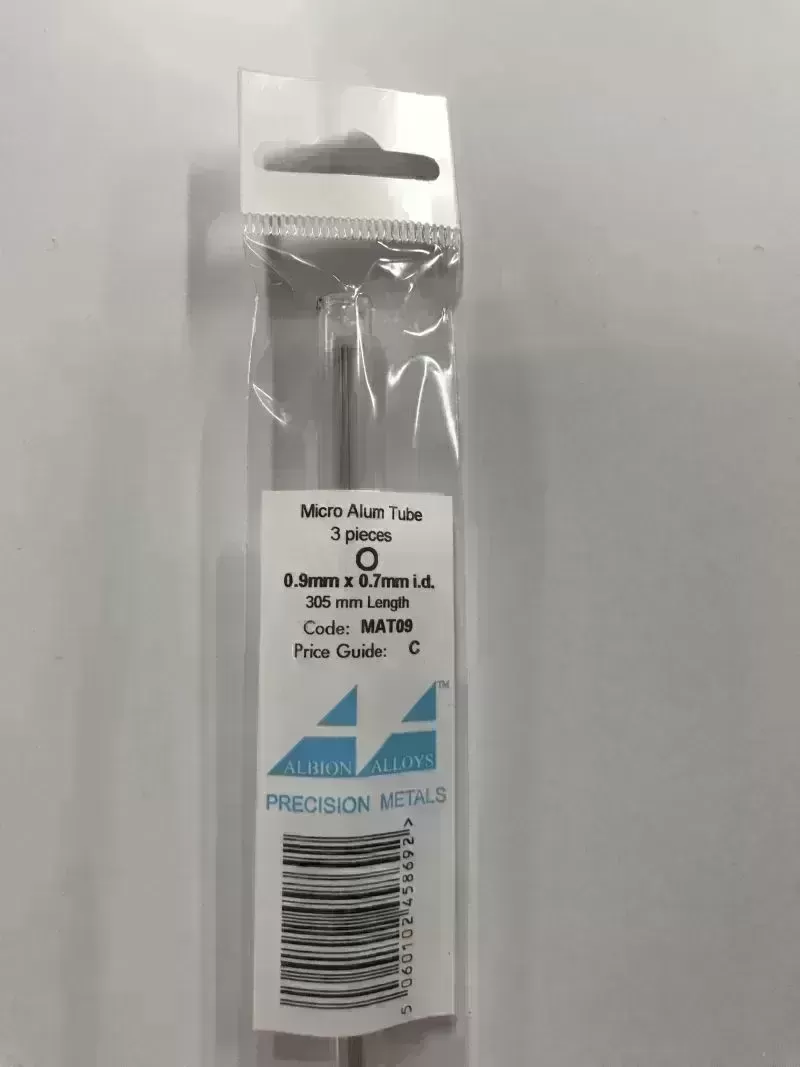 Micro Alum Tube
3 pieces
0.9mm x 0.7mm i.d.
305 mm Length
Code: MAT09
Price Guide: C
TM
ALBION ALLOYS
PRECISION METALS
5 060102 458692 >